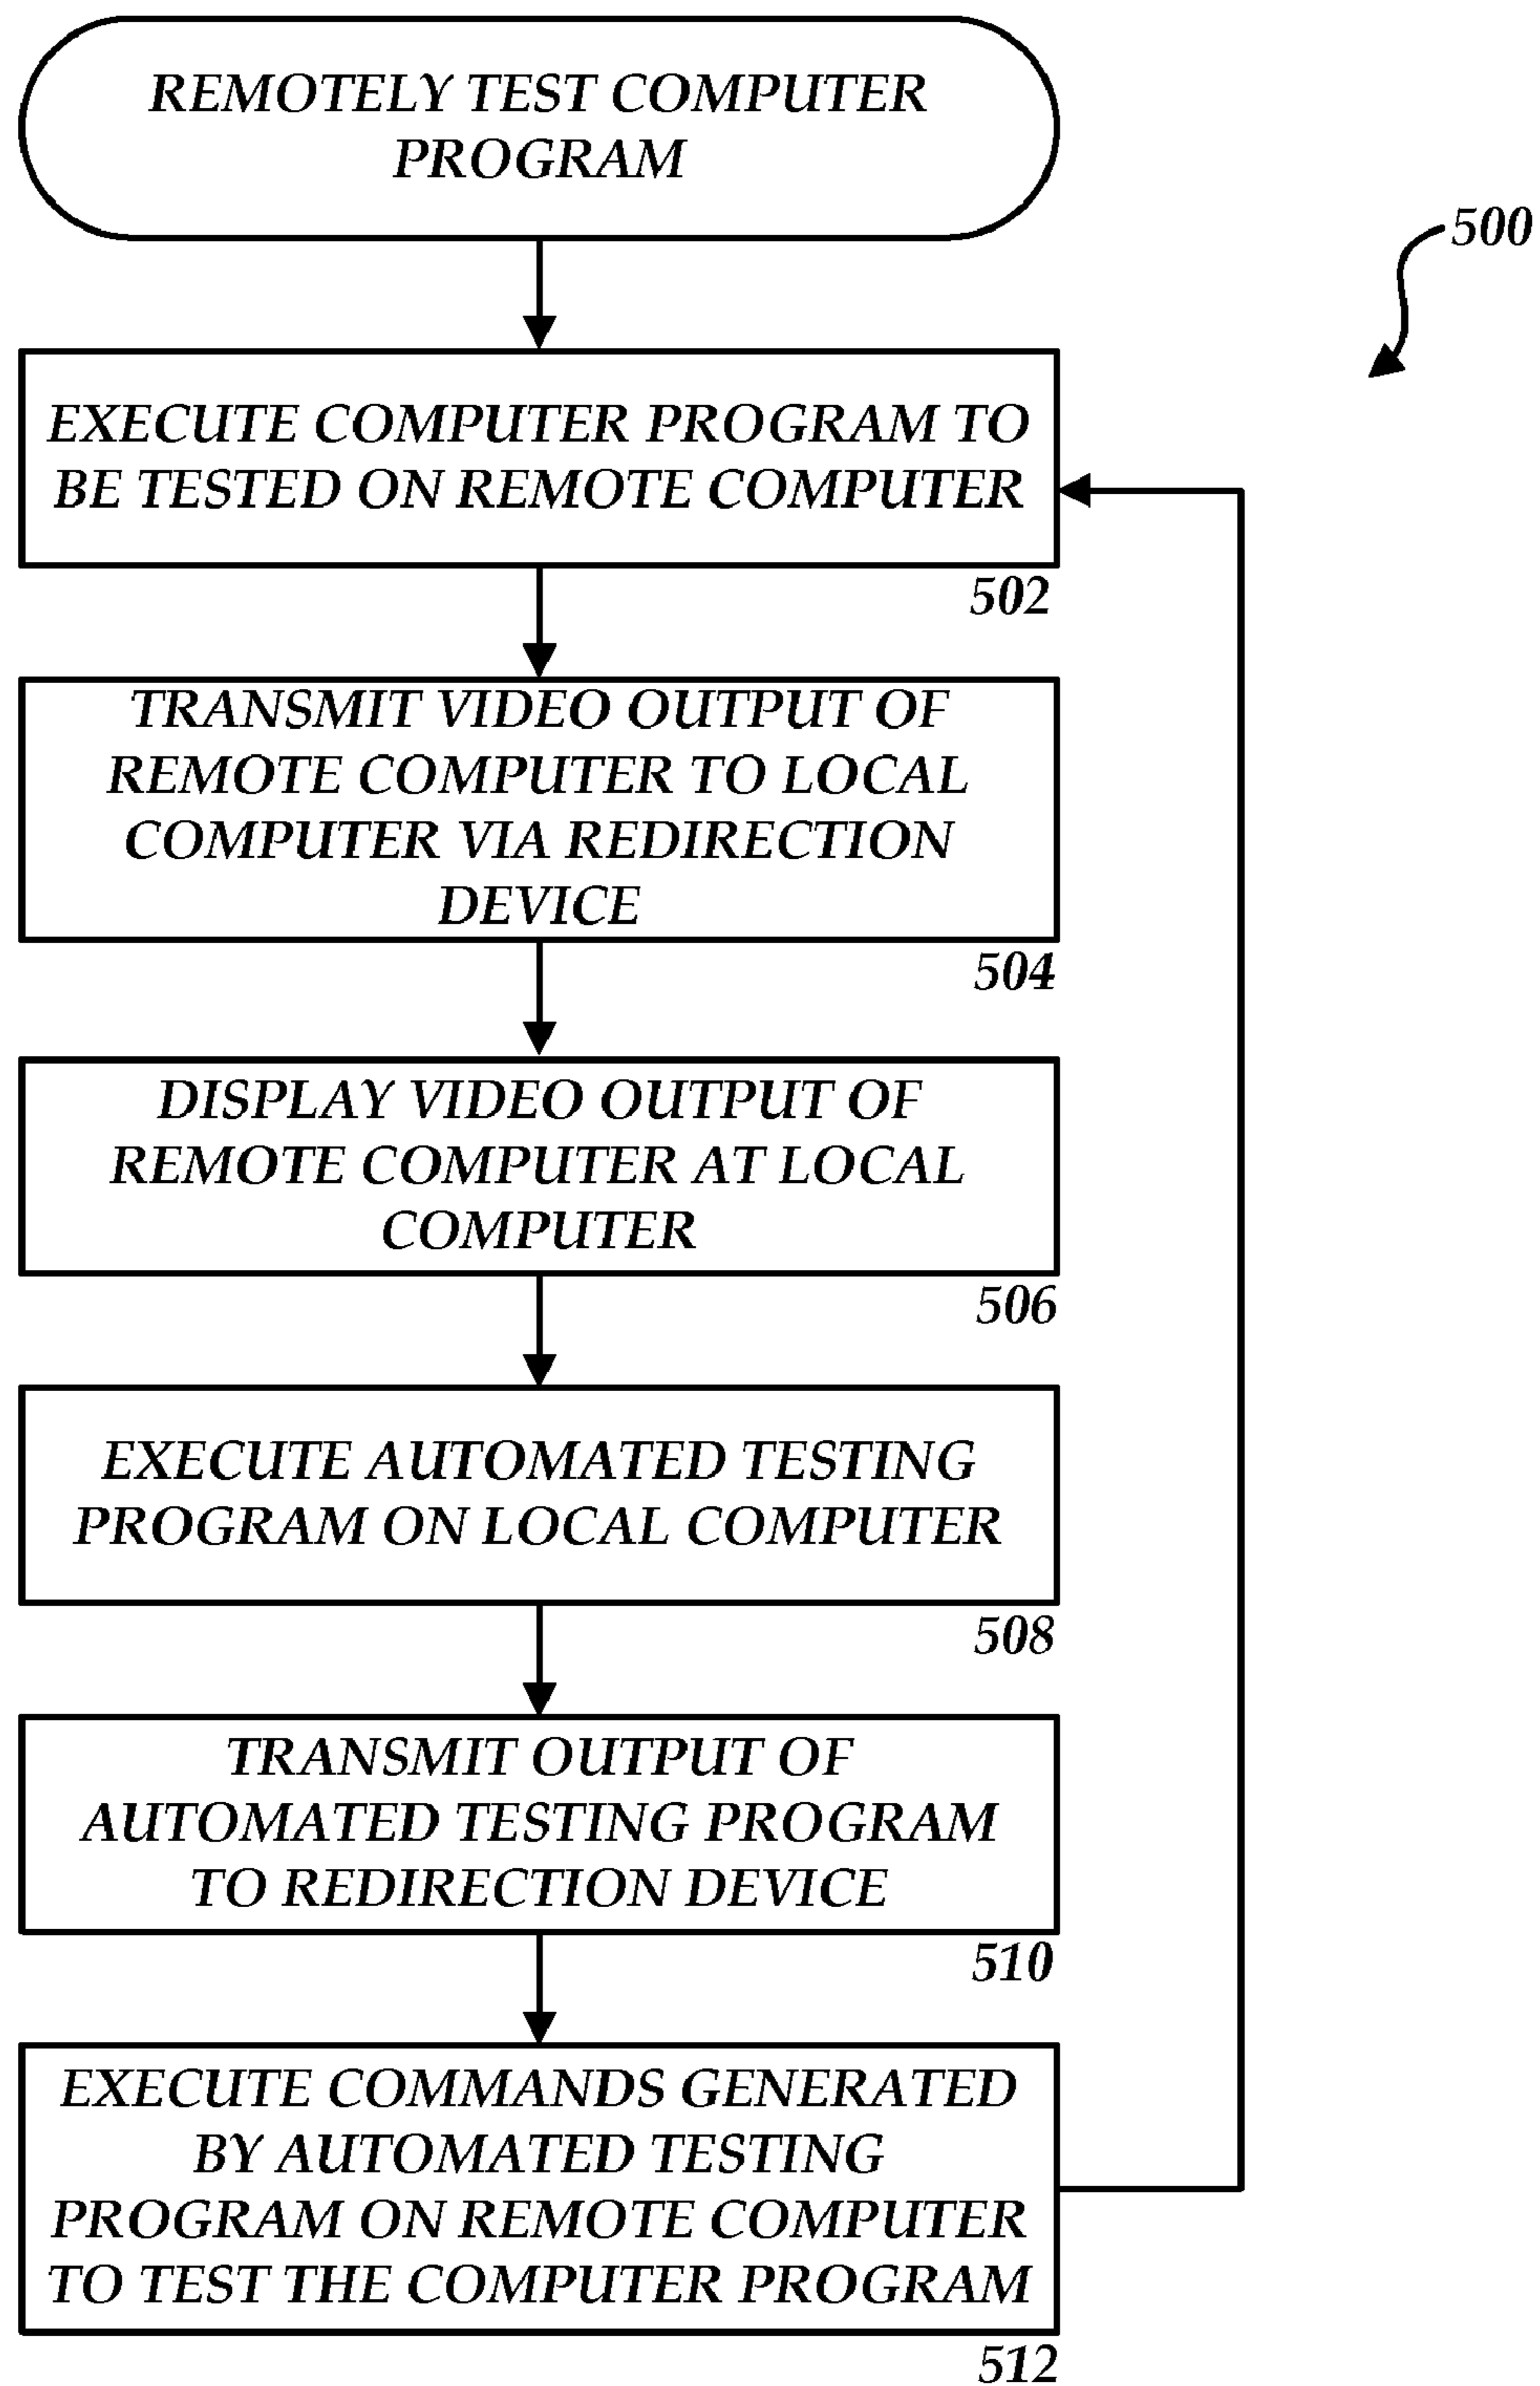 REMOTELY TEST COMPUTER
PROGRAM
500
EXECUTE COMPUTER PROGRAM TO
BE TESTED ON REMOTE COMPUTER
502
TRANSMIT VIDEO OUTPUT OF
REMOTE COMPUTER TO LOCAL
COMPUTER VIA REDIRECTION
DEVICE
504
DISPLAY VIDEO OUTPUT OF
REMOTE COMPUTER AT LOCAL
COMPUTER
506
EXECUTE AUTOMATED TESTING
PROGRAM ON LOCAL COMPUTER
508
TRANSMIT OUTPUT OF
AUTOMATED TESTING PROGRAM
TO REDIRECTION DEVICE
510
EXECUTE COMMANDS GENERATED
BY AUTOMATED TESTING
PROGRAM ON REMOTE COMPUTER
TO TEST THE COMPUTER PROGRAM
512